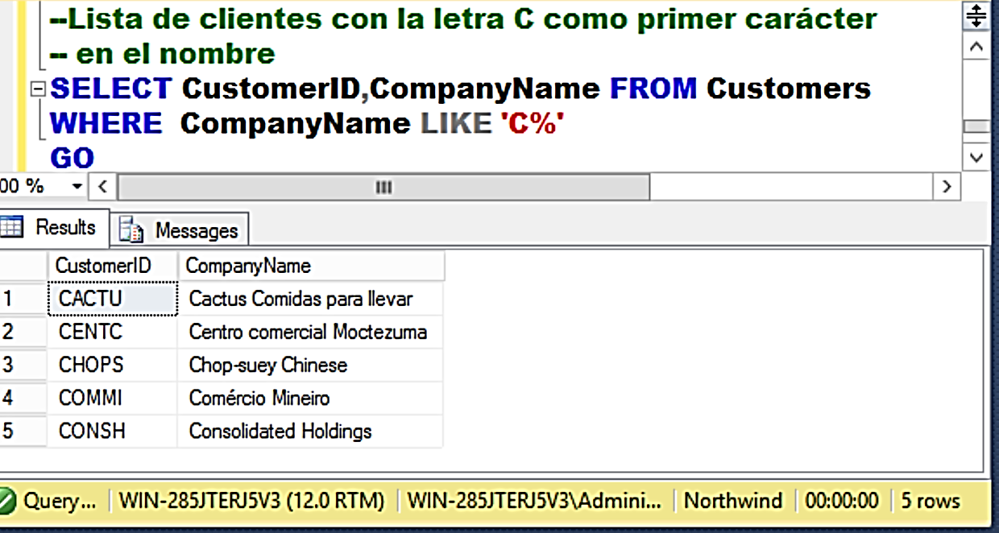 --Lista de clientes con la letra C como primer carácter
-- en el nombre
SELECT CustomerID,CompanyName FROM Customers
WHERE  CompanyName LIKE 'C%'
GO
00 %
Results Messages
CustomerID CompanyName
1 CACTU Cactus Comidas para llevar
2 CENTC Centro comercial Moctezuma
3 CHOPS Chop-suey Chinese
4 COMMI Comércio Mineiro
5 CONSH Consolidated Holdings
Query... WIN-285JTERJ5V3 (12.0 RTM) WIN-285JTERJ5V3\Admini... Northwind 00:00:00 5 rows